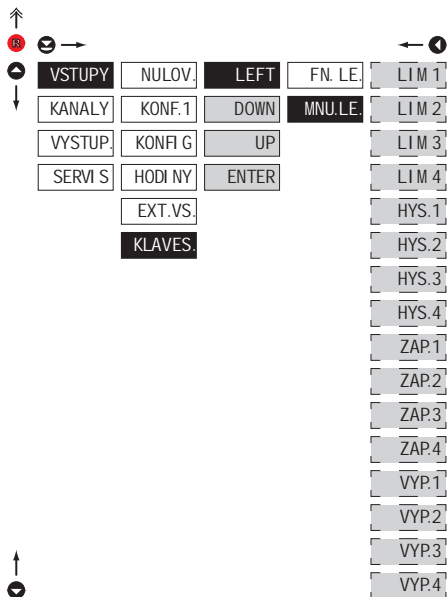 R
VSTUPY NULOV. LEFT FN. LE. LIM 1
KANALY KONF.1 DOWN MNU.LE. LIM 2
VYSTUP. KONFIG UP LIM 3
SERVIS HODINY ENTER LIM 4
EXT.VS. HYS.1
KLAVES. HYS.2
HYS.3
HYS.4
ZAP.1
ZAP.2
ZAP.3
ZAP.4
VYP.1
VYP.2
VYP.3
VYP.4